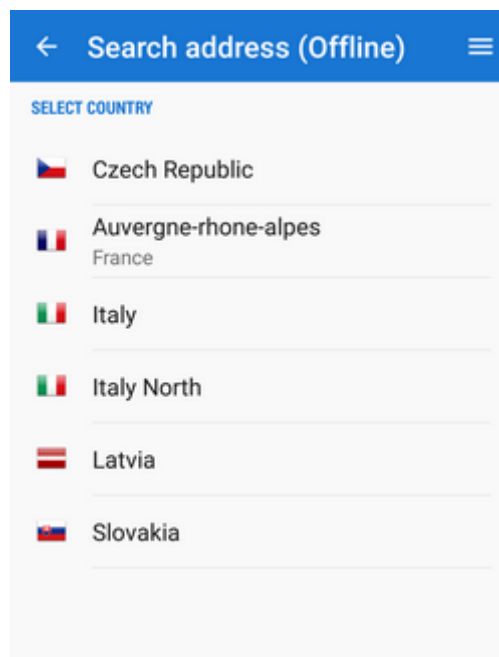 Search address (Offline)
SELECT COUNTRY
Czech Republic
Auvergne-rhone-alpes
France
Italy
Italy North
Latvia
Slovakia